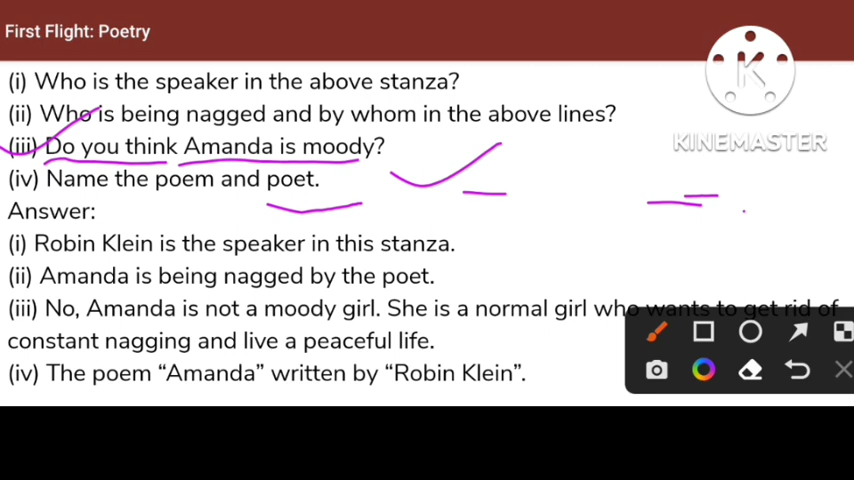 First Flight: Poetry
(i) Who is the speaker in the above stanza?
(ii) Who is being nagged and by whom in the above lines?
(iii) Do you think Amanda is moody?
(iv) Name the poem and poet.
Answer:
(i) Robin Klein is the speaker in this stanza.
(ii) Amanda is being nagged by the poet.
(iii) No, Amanda is not a moody girl. She is a normal girl who wants to get rid of
constant nagging and live a peaceful life.
(iv) The poem “Amanda” written by “Robin Klein”.
K
KINEMASTER